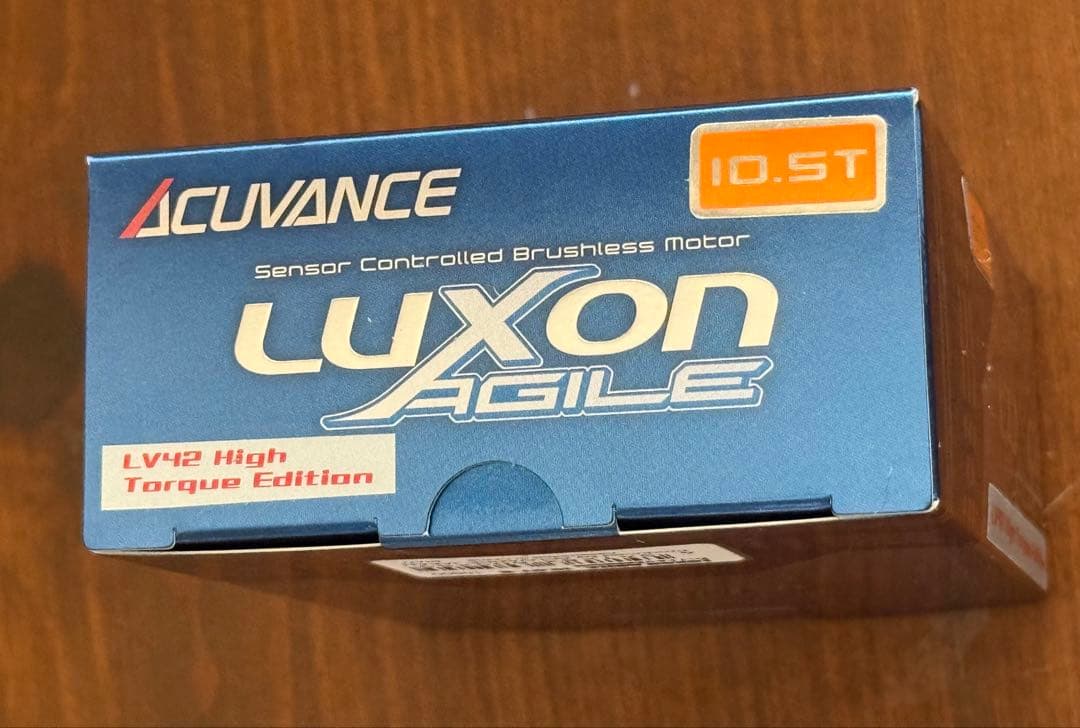 ACUVANCE
10.5T
Sensor Controlled Brushless Motor
LUXON
AGILE
LV42 High
Torque Edition